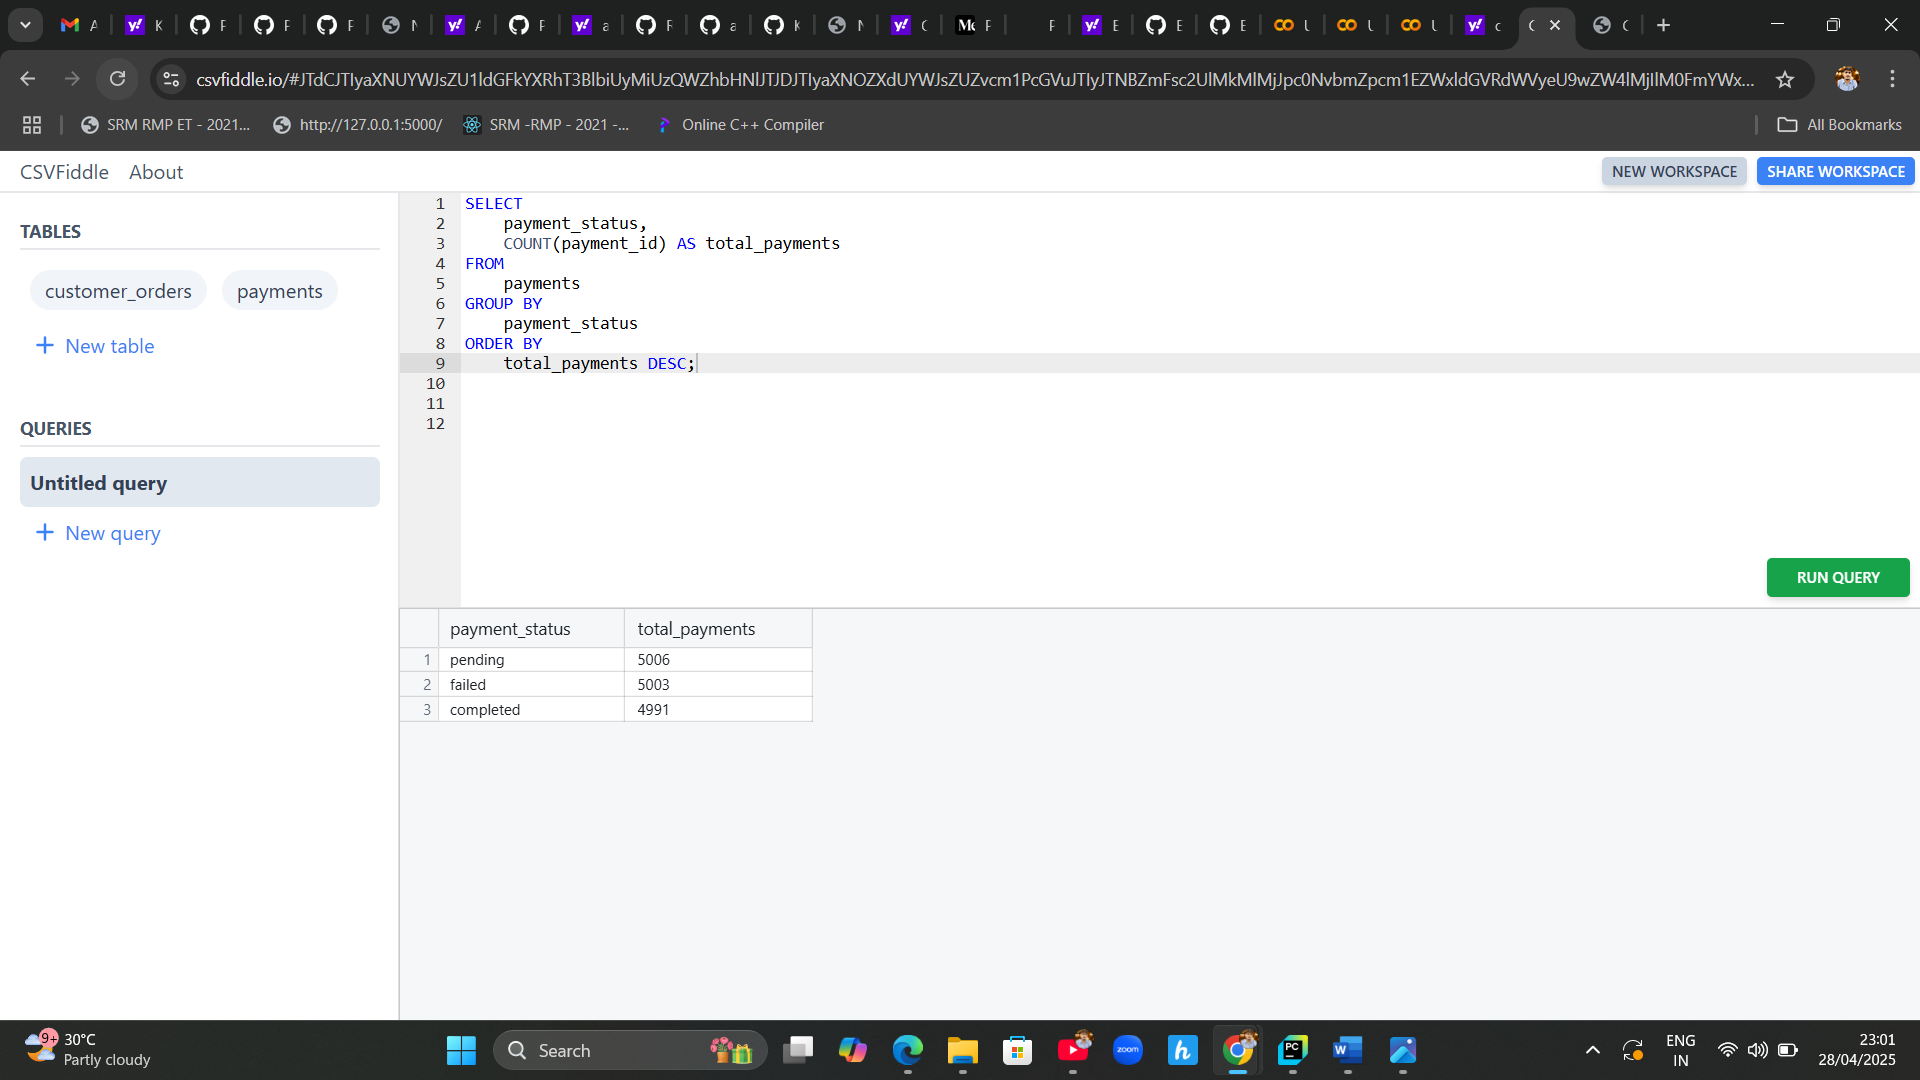 A
K
F
F
F
N
A
F
a
F
a
K
N
C
Me F
F
E
E
E
U
U
U
c
C
C
csvfiddle.io/#
SRM RMP ET - 2021...
http://127.0.0.1:5000/
SRM -RMP - 2021 -...
Online C++ Compiler
All Bookmarks
CSVFiddle About
NEW WORKSPACE SHARE WORKSPACE
TABLES
customer_orders payments
+ New table
QUERIES
Untitled query
+ New query
1 SELECT
2 payment_status,
3 COUNT(payment_id) AS total_payments
4 FROM
5 payments
6 GROUP BY
7 payment_status
8 ORDER BY
9 total_payments DESC;
10
11
12
RUN QUERY
payment_status total_payments
1 pending 5006
2 failed 5003
3 completed 4991
9+
30°C
Partly cloudy
Search
zoom
h
PC
W
ENG
IN
23:01
28/04/2025